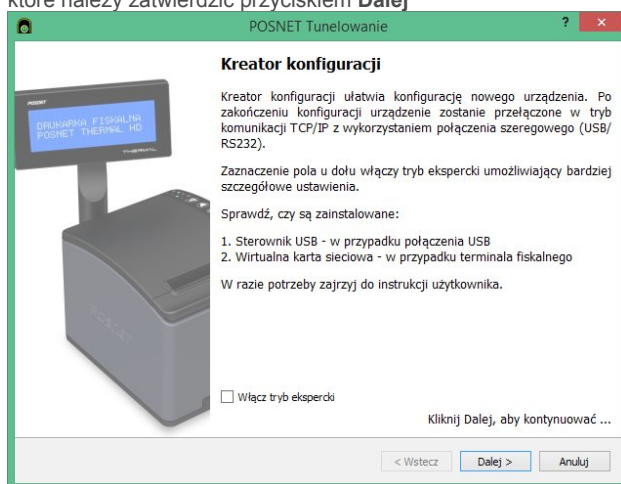 które należy zatwierdzić przyciskiem Dalej
POSNET Tunelowanie
?
Kreator konfiguracji
Kreator konfiguracji ułatwia konfigurację nowego urządzenia. Po
zakończeniu konfiguracji urządzenie zostanie przełączone w tryb
komunikacji TCP/IP z wykorzystaniem połączenia szeregowego (USB/
RS232).
Zaznaczenie pola u dołu włączy tryb ekspercki umożliwiający bardziej
szczegółowe ustawienia.
Sprawdź, czy są zainstalowane:
1. Sterownik USB - w przypadku połączenia USB
2. Wirtualna karta sieciowa - w przypadku terminala fiskalnego
W razie potrzeby zajrzyj do instrukcji użytkownika.
POSNET
DRUKARKA FISKALNA
POSNET THERMAL HD
THERMAL
POSNET
Włącz tryb ekspercki
Kliknij Dalej, aby kontynuować ...
< Wstecz
Dalej >
Anuluj